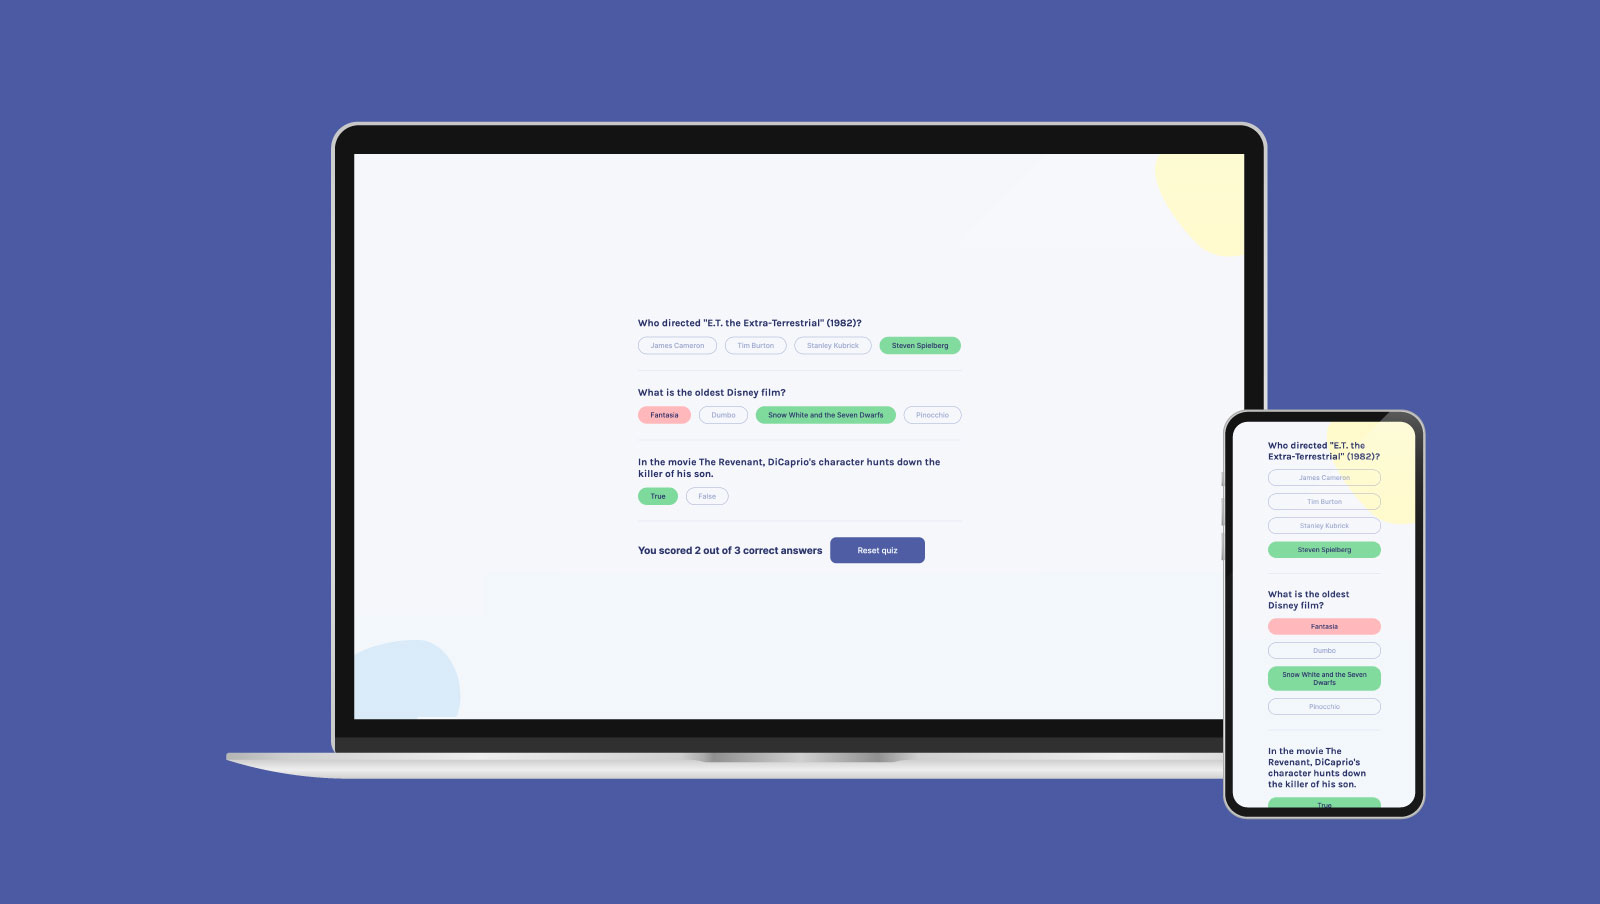 Who directed "E.T. the Extra-Terrestrial" (1982)?
James Cameron
Tim Burton
Stanley Kubrick
Steven Spielberg
What is the oldest Disney film?
Fantasia
Dumbo
Snow White and the Seven Dwarfs
Pinocchio
In the movie The Revenant, DiCaprio's character hunts down the
killer of his son.
True
False
You scored 2 out of 3 correct answers
Reset quiz
Who directed "E.T. the
Extra-Terrestrial" (1982)?
James Cameron
Tim Burton
Stanley Kubrick
Steven Spielberg
What is the oldest
Disney film?
Fantasia
Dumbo
Snow White and the Seven
Dwarfs
Pinocchio
In the movie The
Revenant, DiCaprio's
character hunts down
the killer of his son.
True